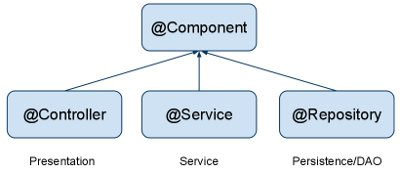 @Component
@Controller
@Service
@Repository
Presentation
Service
Persistence/DAO